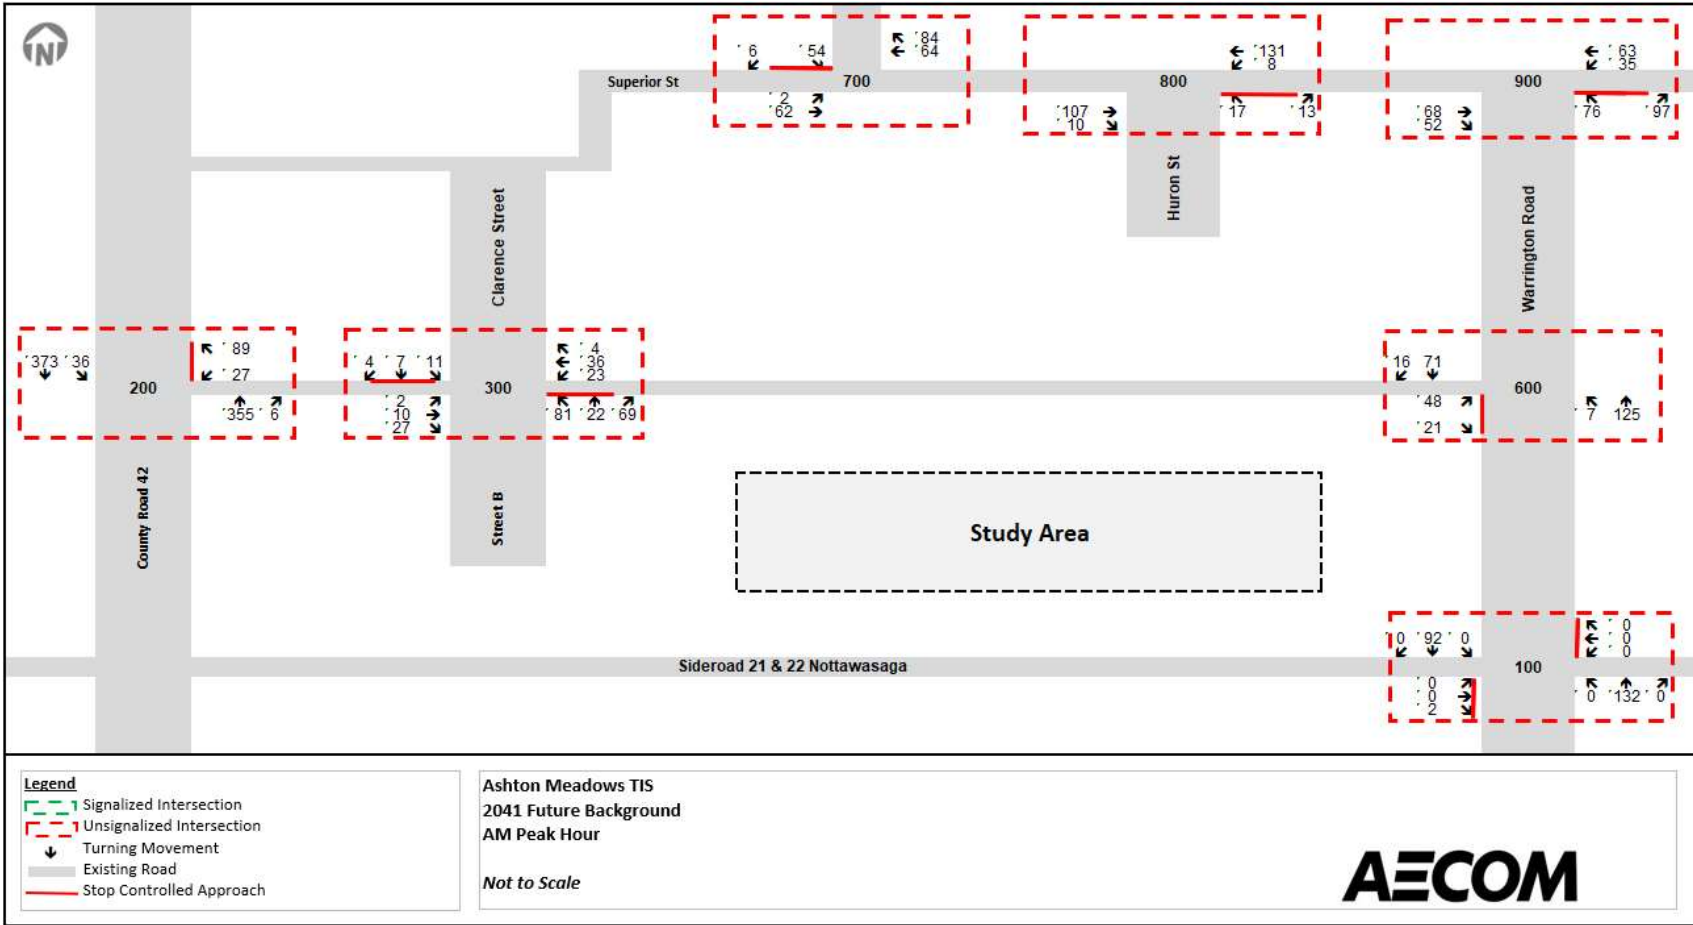 N
6 54
84
64
Superior St
700
2
62
131
8
800
107
10
17 13
63
35
900
68
52
76 97
Huron St
Clarence Street
Warrington Road
373 36
89
27
200
355 6
4 7 11
4
36
23
300
2
10
27
81 22 69
16 71
48
21
600
7 125
County Road 42
Street B
Study Area
0 92 0
0
0
0
Sideroad 21 & 22 Nottawasaga
100
0
0
2
0 132 0
Legend
Signalized Intersection
Unsignalized Intersection
Turning Movement
Existing Road
Stop Controlled Approach
Ashton Meadows TIS
2041 Future Background
AM Peak Hour
Not to Scale
AECOM